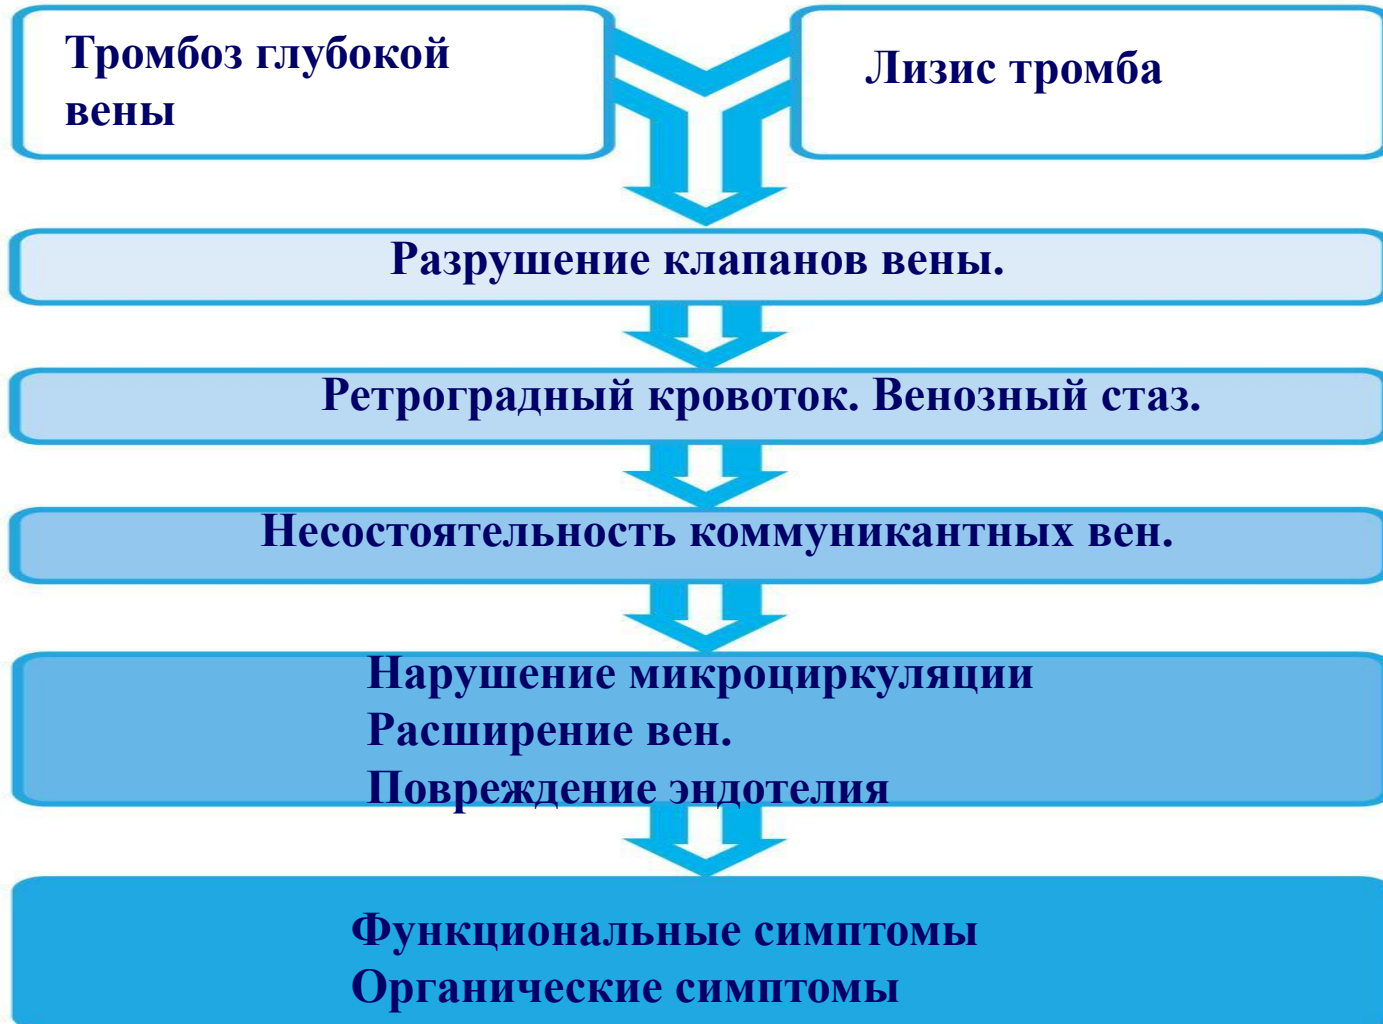 Тромбоз глубокой
вены
Лизис тромба
Разрушение клапанов вены.
Ретроградный кровоток. Венозный стаз.
Несостоятельность коммуникантных вен.
Нарушение микроциркуляции
Расширение вен.
Повреждение эндотелия
Функциональные симптомы
Органические симптомы